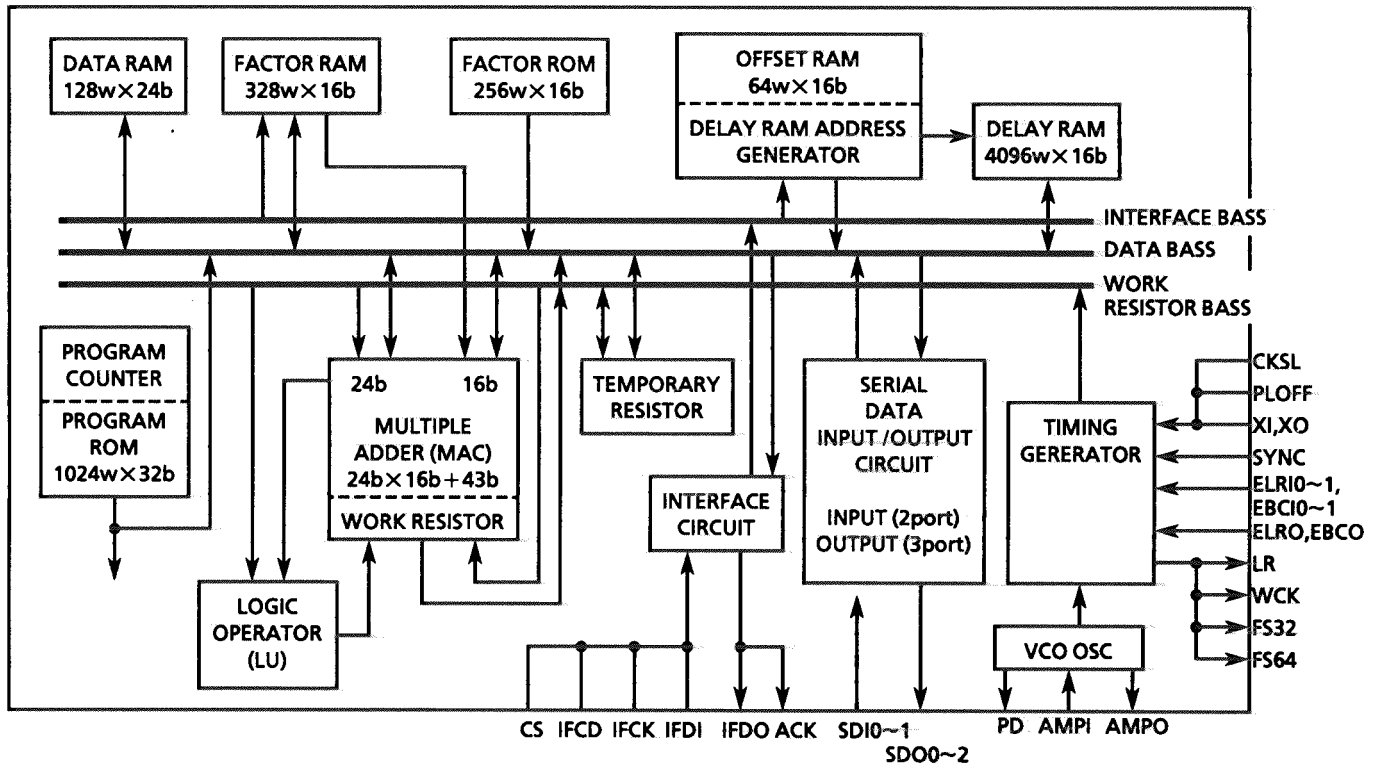 DATA RAM
128w×24b
FACTOR RAM
328w×16b
FACTOR ROM
256w×16b
OFFSET RAM
64w×16b
DELAY RAM ADDRESS
GENERATOR
DELAY RAM
4096w×16b
INTERFACE BASS
DATA BASS
WORK
RESISTOR BASS
PROGRAM
COUNTER
PROGRAM
ROM
1024w×32b
24b 16b
MULTIPLE
ADDER (MAC)
24b×16b+43b
WORK RESISTOR
TEMPORARY
RESISTOR
LOGIC
OPERATOR
(LU)
INTERFACE
CIRCUIT
SERIAL
DATA
INPUT/OUTPUT
CIRCUIT
INPUT (2port)
OUTPUT (3port)
TIMING
GERERATOR
VCO OSC
CKSL
PLOFF
XI,XO
SYNC
ELRI0~1,
EBCI0~1
ELRO,EBCO
LR
WCK
FS32
FS64
CS IFCD IFCK IFDI IFDO ACK SDI0~1 PD AMPI AMPO
SDO0~2